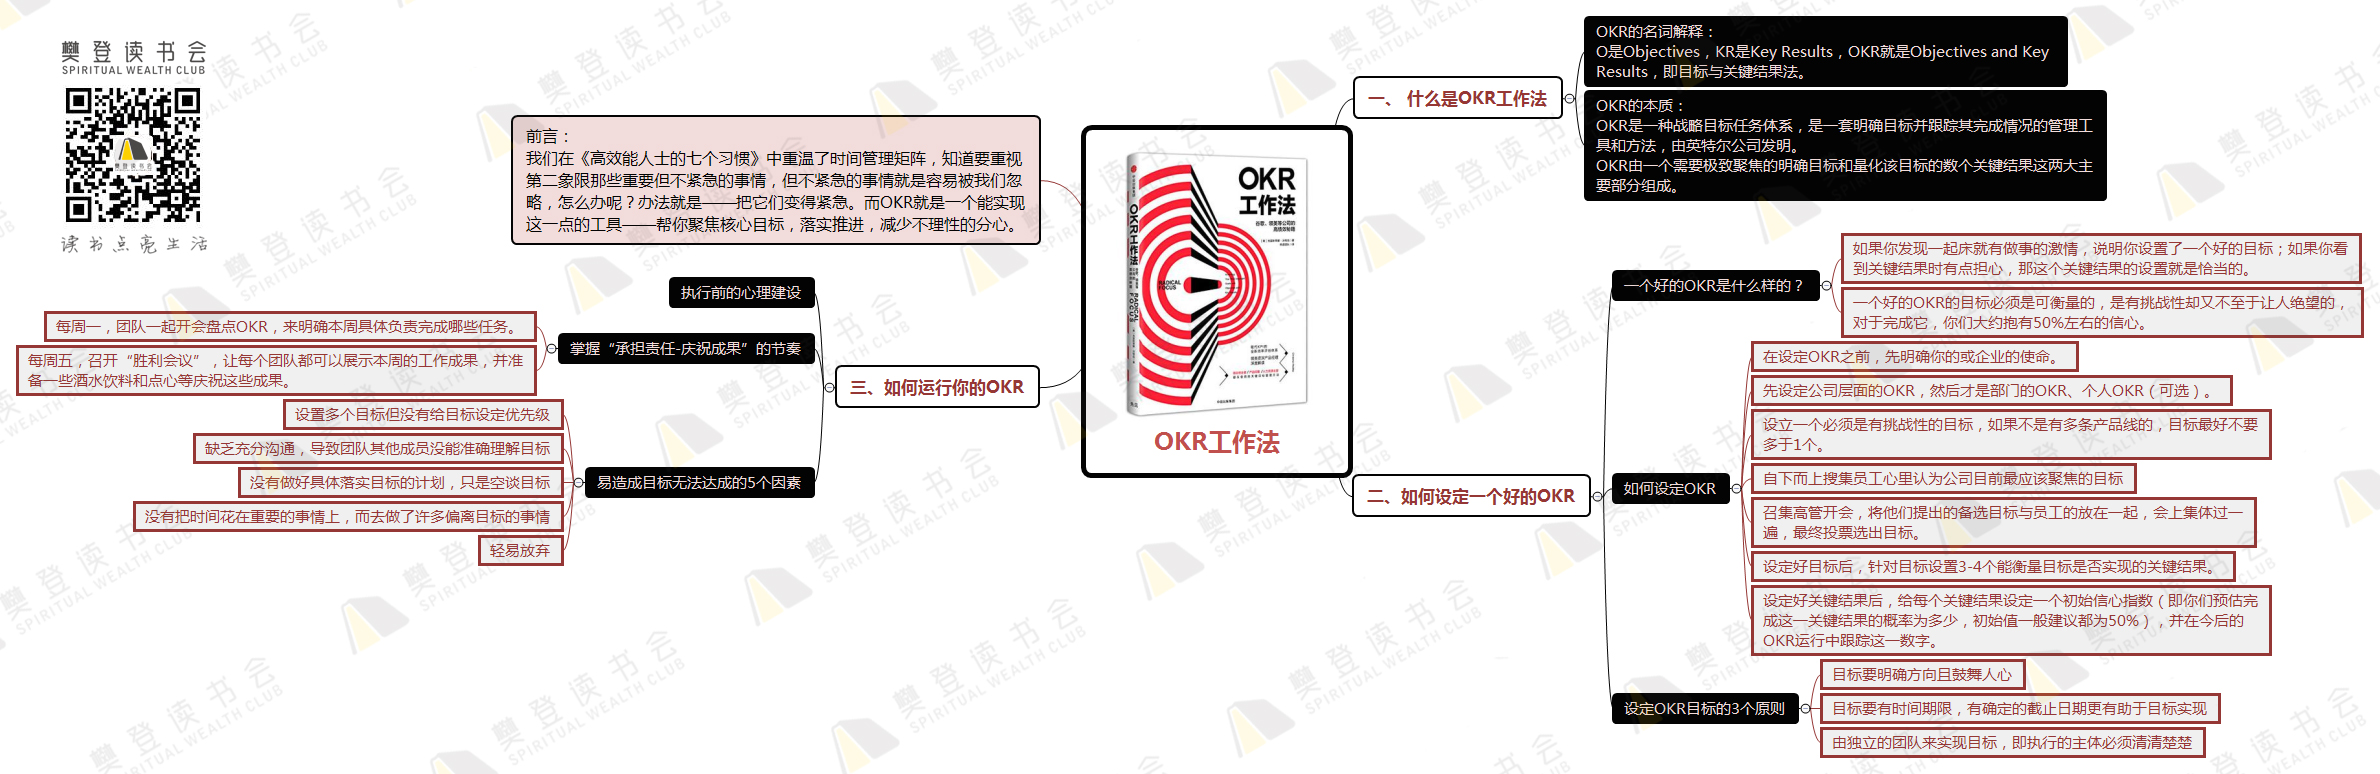 樊登读书会
SPIRITUAL WEALTH CLUB
读书点亮生活
前言：
我们在《高效能人士的七个习惯》中重温了时间管理矩阵，知道要重视
第二象限那些重要但不紧急的事情，但不紧急的事情就是容易被我们忽
略，怎么办呢？办法就是——把它们变得紧急。而OKR就是一个能实现
这一点的工具——帮你聚焦核心目标，落实推进，减少不理性的分心。
OKR
工作法
OKR工作法
RADICAL
FOCUS
OKR工作法
一、 什么是OKR工作法
OKR的名词解释：
O是Objectives，KR是Key Results，OKR就是Objectives and Key
Results，即目标与关键结果法。
OKR的本质：
OKR是一种战略目标任务体系，是一套明确目标并跟踪其完成情况的管理工
具和方法，由英特尔公司发明。
OKR由一个需要极致聚焦的明确目标和量化该目标的数个关键结果这两大主
要部分组成。
二、如何设定一个好的OKR
一个好的OKR是什么样的？
如果你发现一起床就有做事的激情，说明你设置了一个好的目标；如果你看
到关键结果时有点担心，那这个关键结果的设置就是恰当的。
一个好的OKR的目标必须是可衡量的，是有挑战性却又不至于让人绝望的，
对于完成它，你们大约抱有50%左右的信心。
如何设定OKR
在设定OKR之前，先明确你的或企业的使命。
先设定公司层面的OKR，然后才是部门的OKR、个人OKR（可选）。
设立一个必须是有挑战性的目标，如果不是有多条产品线的，目标最好不要
多于1个。
自下而上搜集员工心里认为公司目前最应该聚焦的目标
召集高管开会，将他们提出的备选目标与员工的放在一起，会上集体过一
遍，最终投票选出目标。
设定好目标后，针对目标设置3-4个能衡量目标是否实现的关键结果。
设定好关键结果后，给每个关键结果设定一个初始信心指数（即你们预估完
成这一关键结果的概率为多少，初始值一般建议都为50%），并在今后的
OKR运行中跟踪这一数字。
设定OKR目标的3个原则
目标要明确方向且鼓舞人心
目标要有时间期限，有确定的截止日期更有助于目标实现
由独立的团队来实现目标，即执行的主体必须清清楚楚
三、如何运行你的OKR
执行前的心理建设
掌握“承担责任-庆祝成果”的节奏
每周一，团队一起开会盘点OKR，来明确本周具体负责完成哪些任务。
每周五，召开“胜利会议”，让每个团队都可以展示本周的工作成果，并准
备一些酒水饮料和点心等庆祝这些成果。
易造成目标无法达成的5个因素
设置多个目标但没有给目标设定优先级
缺乏充分沟通，导致团队其他成员没能准确理解目标
没有做好具体落实目标的计划，只是空谈目标
没有把时间花在重要的事情上，而去做了许多偏离目标的事情
轻易放弃